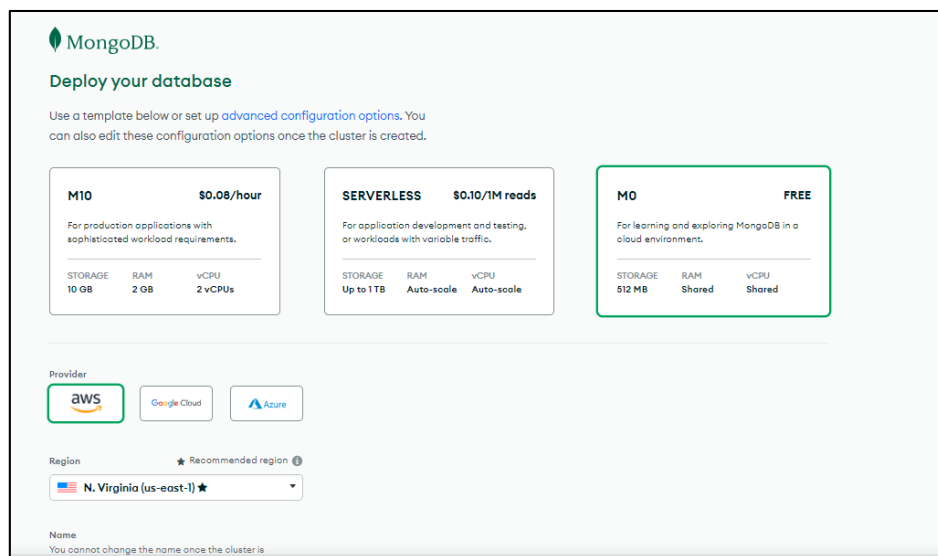 MongoDB.
Deploy your database
Use a template below or set up advanced configuration options. You
can also edit these configuration options once the cluster is created.
M10 $0.08/hour
For production applications with
sophisticated workload requirements.
STORAGE RAM vCPU
10 GB 2 GB 2 vCPUs
SERVERLESS $0.10/1M reads
For application development and testing,
or workloads with variable traffic.
STORAGE RAM vCPU
Up to 1 TB Auto-scale Auto-scale
M0 FREE
For learning and exploring MongoDB in a
cloud environment.
STORAGE RAM vCPU
512 MB Shared Shared
Provider
aws Google Cloud Azure
Region ★ Recommended region
N. Virginia (us-east-1) ★
Name
You cannot change the name once the cluster is